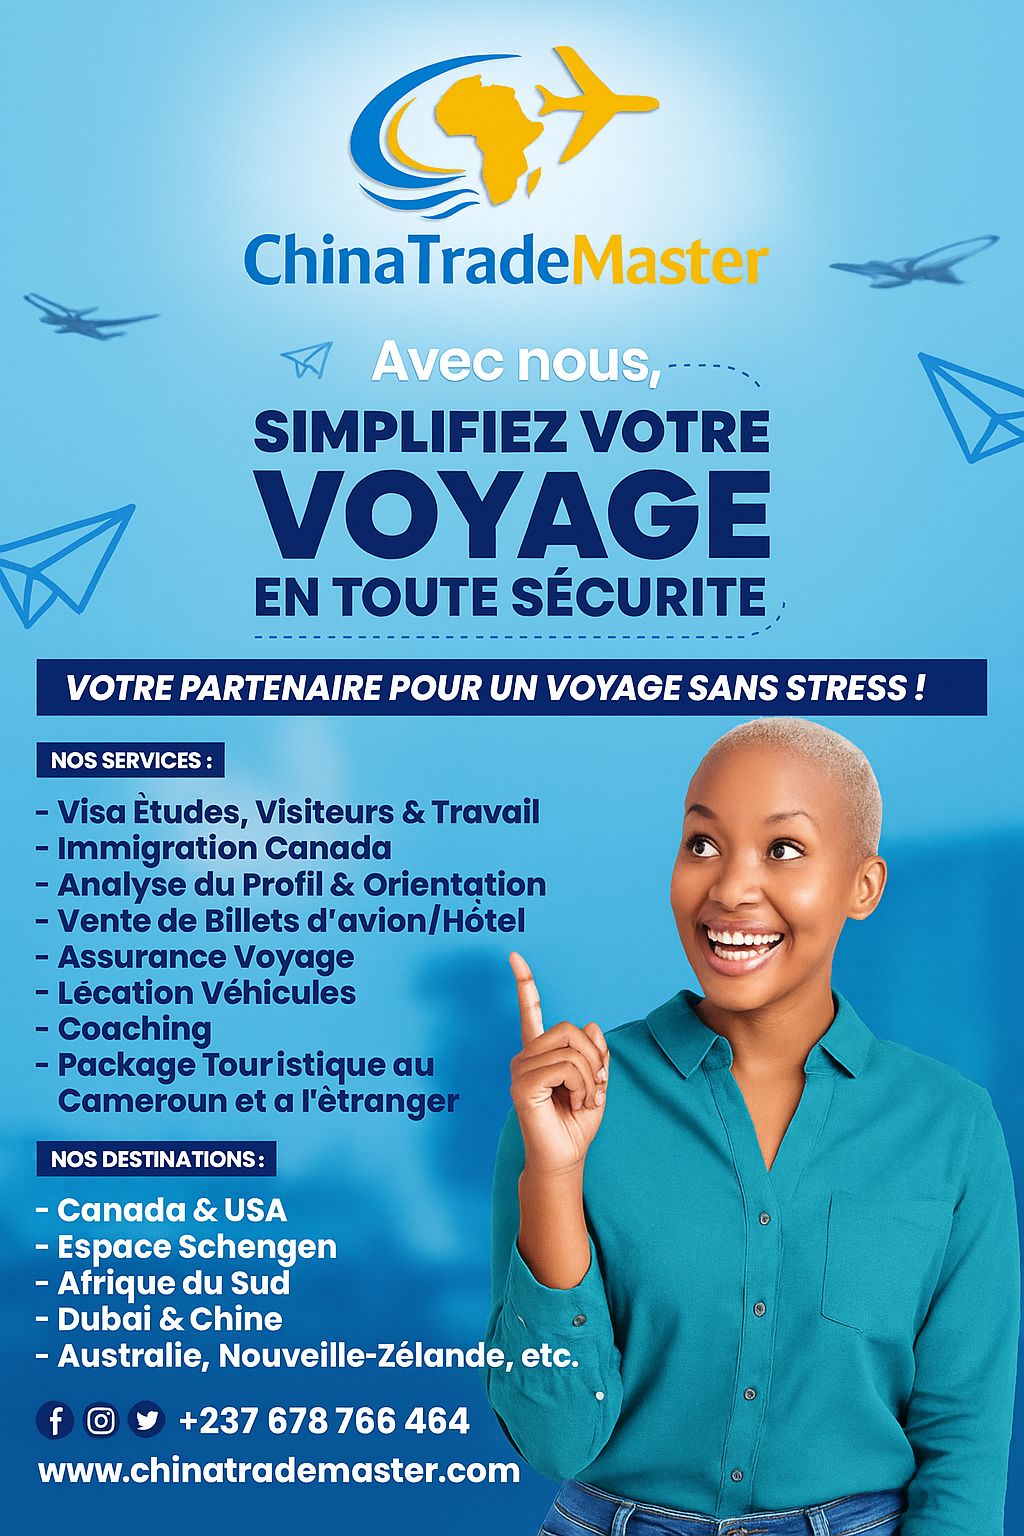 ChinaTradeMaster
Avec nous,
SIMPLIFIEZ VOTRE
VOYAGE
EN TOUTE SÉCURITE
VOTRE PARTENAIRE POUR UN VOYAGE SANS STRESS !
NOS SERVICES :
- Visa Ètudes, Visiteurs & Travail
- Immigration Canada
- Analyse du Profil & Orientation
- Vente de Billets d'avion/Hòtel
- Assurance Voyage
- Lécation Véhicules
- Coaching
- Package Touristique au
Cameroun et a l'ètranger
NOS DESTINATIONS :
- Canada & USA
- Espace Schengen
- Afrique du Sud
- Dubai & Chine
- Australie, Nouveille-Zélande, etc.
+237 678 766 464
www.chinatrademaster.com